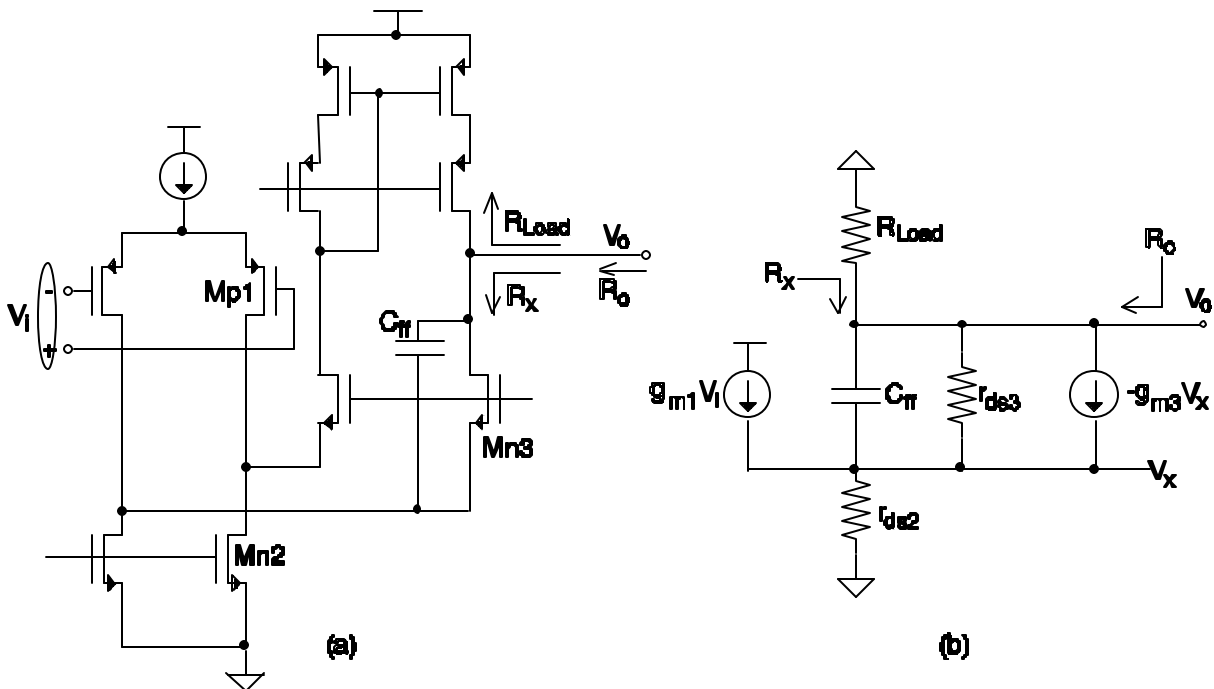 V_i
-
+
Mp1
Mn2
C_ff
R_Load
R_x
V_o
R_o
Mn3
(a)
R_Load
R_x
R_o
V_o
g_m1 V_i
C_ff
r_ds3
-g_m3 V_x
V_x
r_ds2
(b)